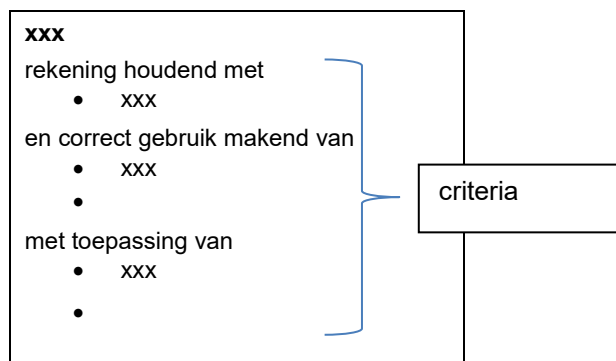 xxx
rekening houdend met
• xxx
en correct gebruik makend van
• xxx
•
met toepassing van
• xxx
•
criteria